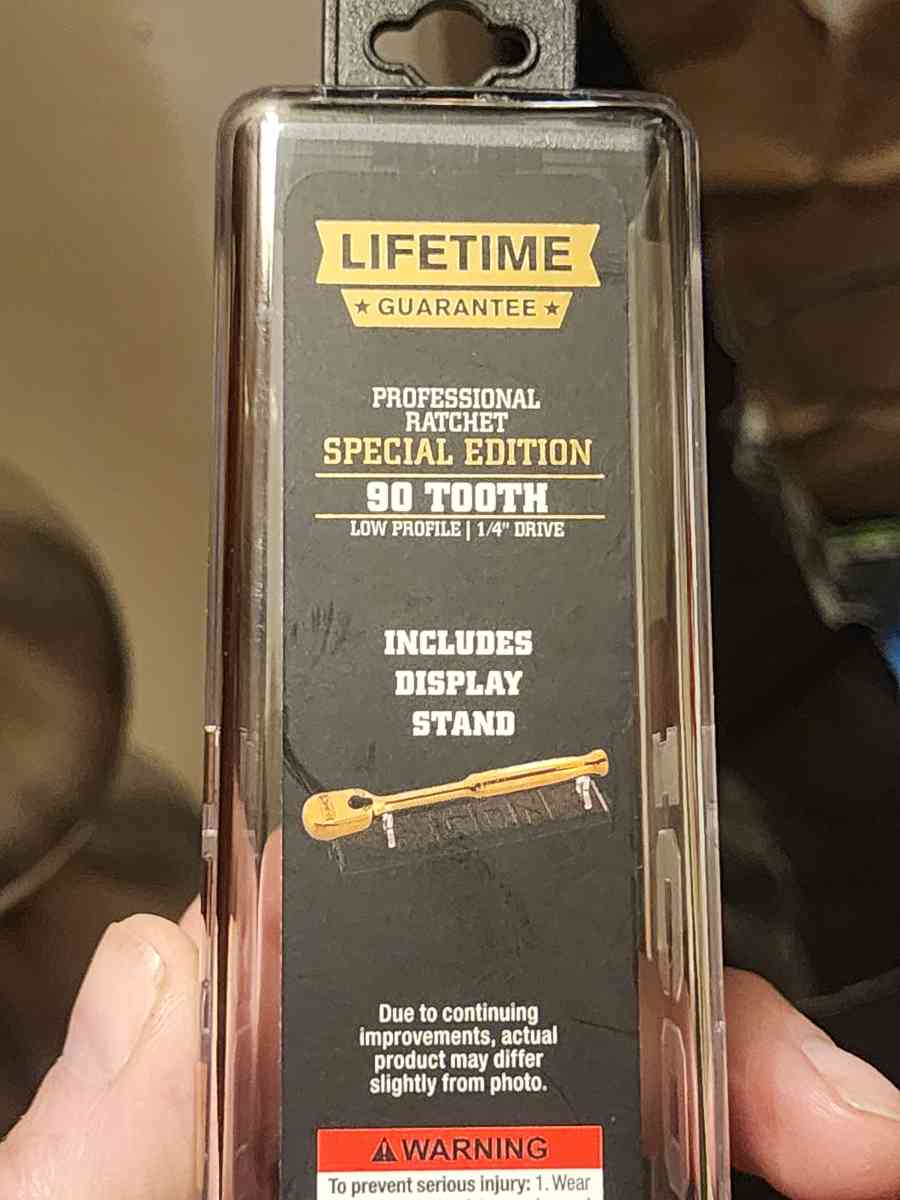 LIFETIME
★ GUARANTEE ★
PROFESSIONAL
RATCHET
SPECIAL EDITION
90 TOOTH
LOW PROFILE | 1/4" DRIVE
INCLUDES
DISPLAY
STAND
ICON
Due to continuing
improvements, actual
product may differ
slightly from photo.
WARNING
To prevent serious injury: 1. Wear